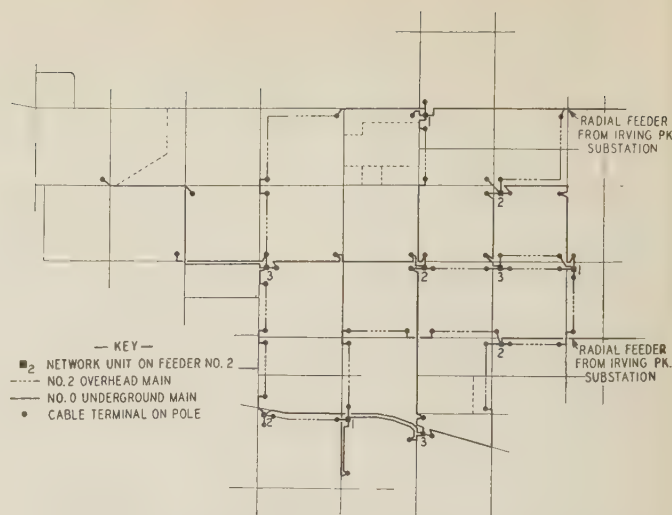 1
RADIAL FEEDER
FROM IRVING PK.
SUBSTATION
2
3
2
3
1
— KEY —
2 NETWORK UNIT ON FEEDER NO. 2
NO. 2 OVERHEAD MAIN
NO. 0 UNDERGROUND MAIN
CABLE TERMINAL ON POLE
2
RADIAL FEEDER
FROM IRVING PK.
SUBSTATION
2
1
3